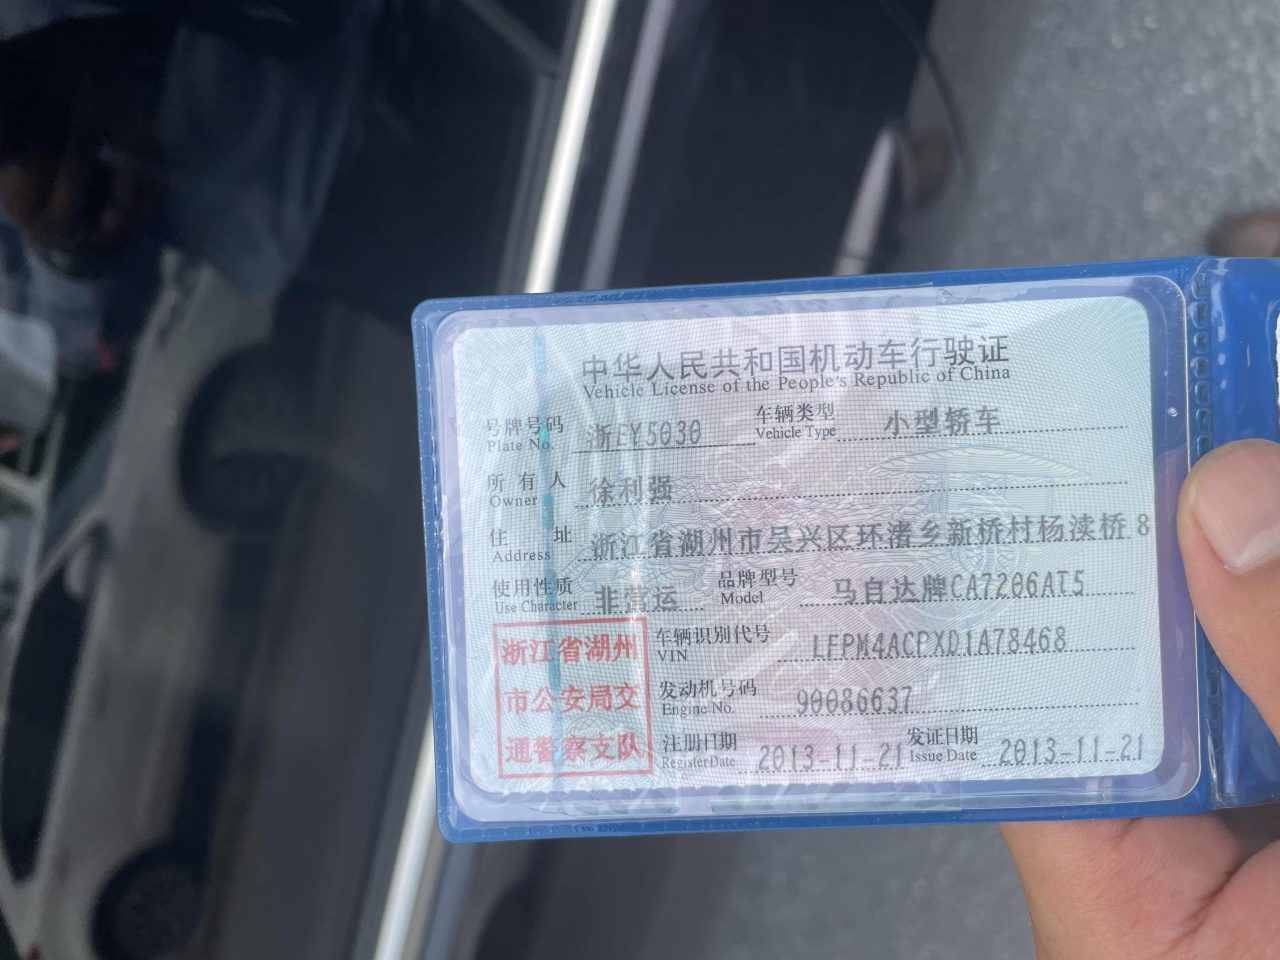 中华人民共和国机动车行驶证
Vehicle License of the People's Republic of China
号牌号码 浙EY5030 车辆类型 小型轿车
Plate No. Vehicle Type
所有人 徐利强
Owner
住址 浙江省湖州市吴兴区环渚乡新桥村杨渎桥8
Address
使用性质 非营运 品牌型号 马自达牌CA7206AT5
Use Character Model
浙江省湖州
市公安局交
通警察支队
车辆识别代号 LFPM4ACPXD1A78468
VIN
发动机号码 90086637
Engine No.
注册日期 2013-11-21 发证日期 2013-11-21
Register Date Issue Date